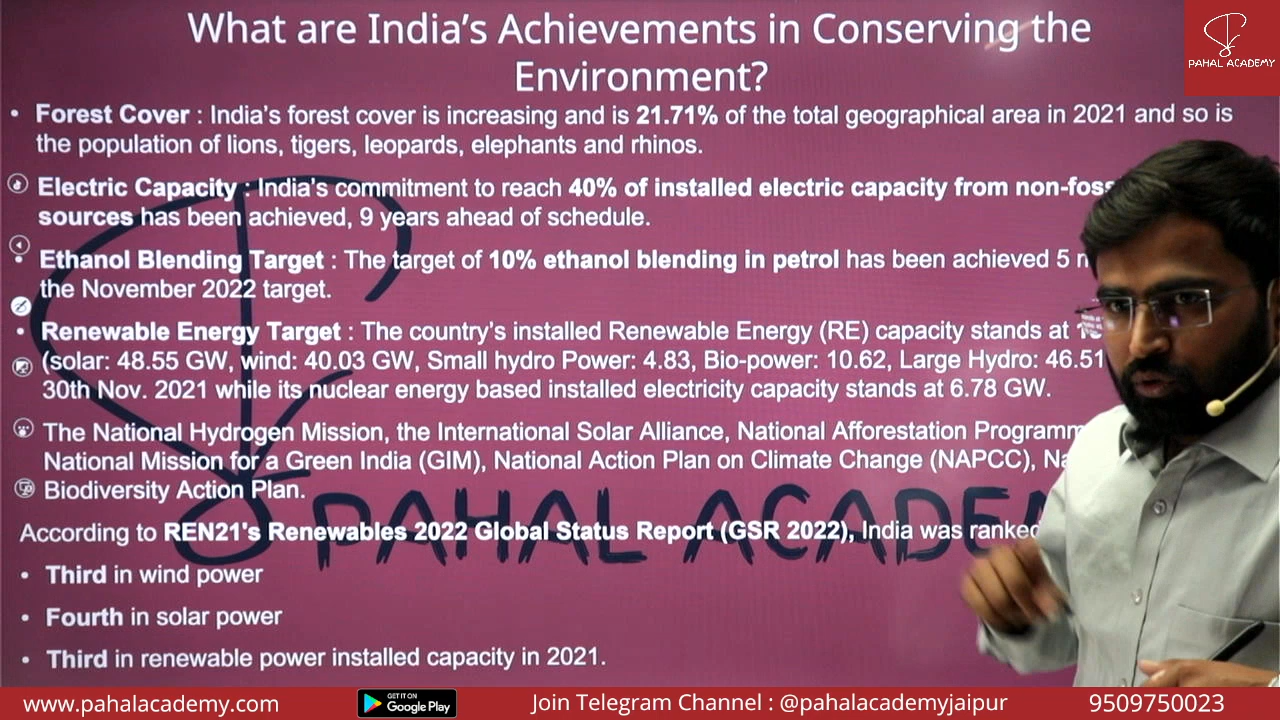 What are India’s Achievements in Conserving the
Environment?
PAHAL ACADEMY
• Forest Cover : India’s forest cover is increasing and is 21.71% of the total geographical area in 2021 and so is
the population of lions, tigers, leopards, elephants and rhinos.
Electric Capacity : India’s commitment to reach 40% of installed electric capacity from non-foss
sources has been achieved, 9 years ahead of schedule.
• Ethanol Blending Target : The target of 10% ethanol blending in petrol has been achieved 5
the November 2022 target.
• Renewable Energy Target : The country’s installed Renewable Energy (RE) capacity stands at
(solar: 48.55 GW, wind: 40.03 GW, Small hydro Power: 4.83, Bio-power: 10.62, Large Hydro: 46.51
30th Nov. 2021 while its nuclear energy based installed electricity capacity stands at 6.78 GW.
The National Hydrogen Mission, the International Solar Alliance, National Afforestation Programm
National Mission for a Green India (GIM), National Action Plan on Climate Change (NAPCC), Na
Biodiversity Action Plan.
PAHAL ACADEM
According to REN21's Renewables 2022 Global Status Report (GSR 2022), India was ranked
• Third in wind power
• Fourth in solar power
• Third in renewable power installed capacity in 2021.
www.pahalacademy.com
GET IT ON
Google Play
Join Telegram Channel : @pahalacademyjaipur
9509750023